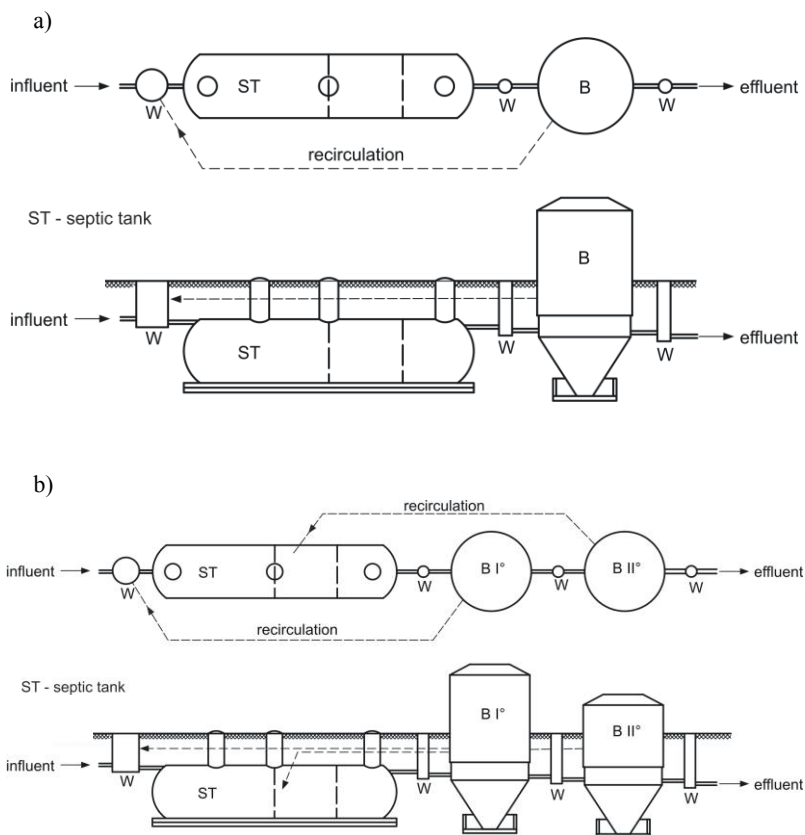 a)
influent ST B effluent
W W W
recirculation
ST - septic tank
B
influent ST effluent
W W W
b)
recirculation
influent ST B I° B II° effluent
W W W W
recirculation
ST - septic tank
B I° B II°
influent ST effluent
W W W W